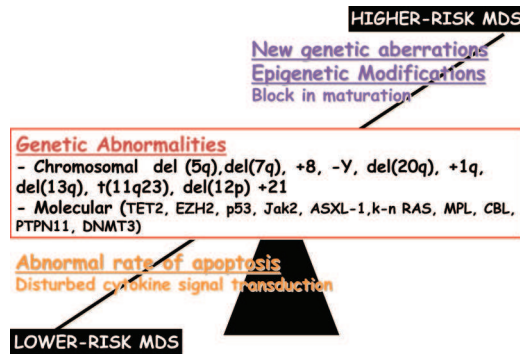 HIGHER-RISK MDS
New genetic aberrations
Epigenetic Modifications
Block in maturation
Genetic Abnormalities
- Chromosomal del (5q),del(7q), +8, -Y, del(20q), +1q,
del(13q), t(11q23), del(12p) +21
- Molecular (TET2, EZH2, p53, Jak2, ASXL-1,k-n RAS, MPL, CBL,
PTPN11, DNMT3)
Abnormal rate of apoptosis
Disturbed cytokine signal transduction
LOWER-RISK MDS